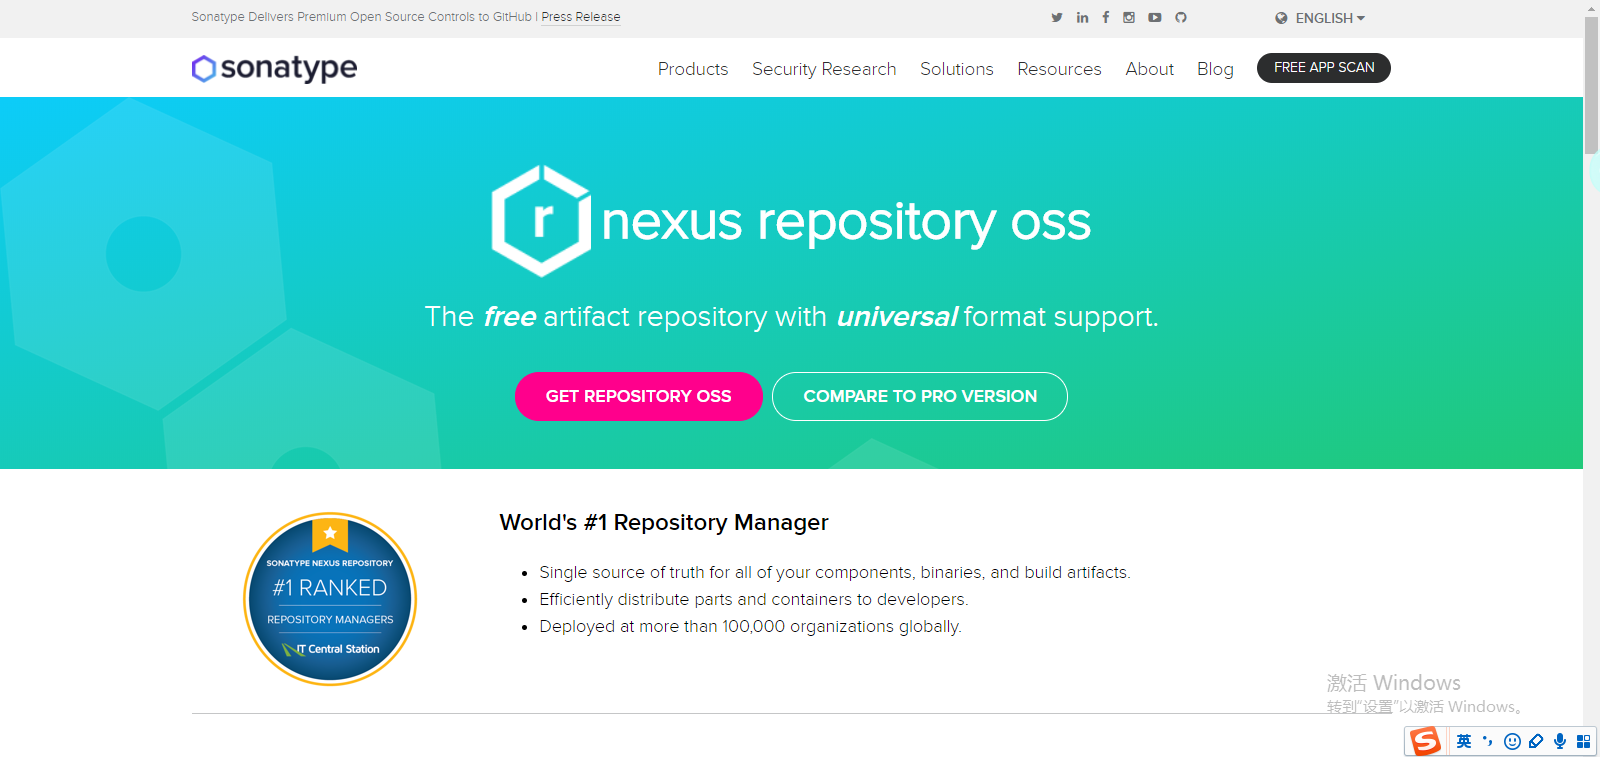 Sonatype Delivers Premium Open Source Controls to GitHub | Press Release
ENGLISH
sonatype
Products Security Research Solutions Resources About Blog FREE APP SCAN
r nexus repository oss
The free artifact repository with universal format support.
GET REPOSITORY OSS COMPARE TO PRO VERSION
SONATYPE NEXUS REPOSITORY
#1 RANKED
REPOSITORY MANAGERS
IT Central Station
World's #1 Repository Manager
Single source of truth for all of your components, binaries, and build artifacts.
Efficiently distribute parts and containers to developers.
Deployed at more than 100,000 organizations globally.
激活 Windows
转到“设置”以激活 Windows。
S 英